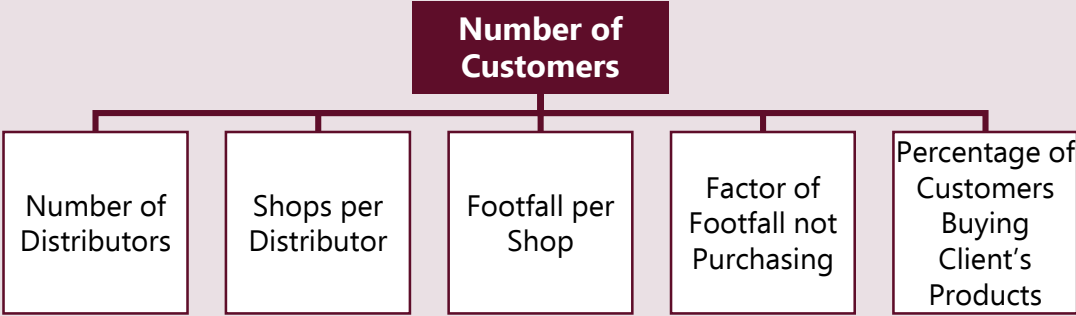 Number of
Customers
Number of
Distributors
Shops per
Distributor
Footfall per
Shop
Factor of
Footfall not
Purchasing
Percentage of
Customers
Buying
Client’s
Products